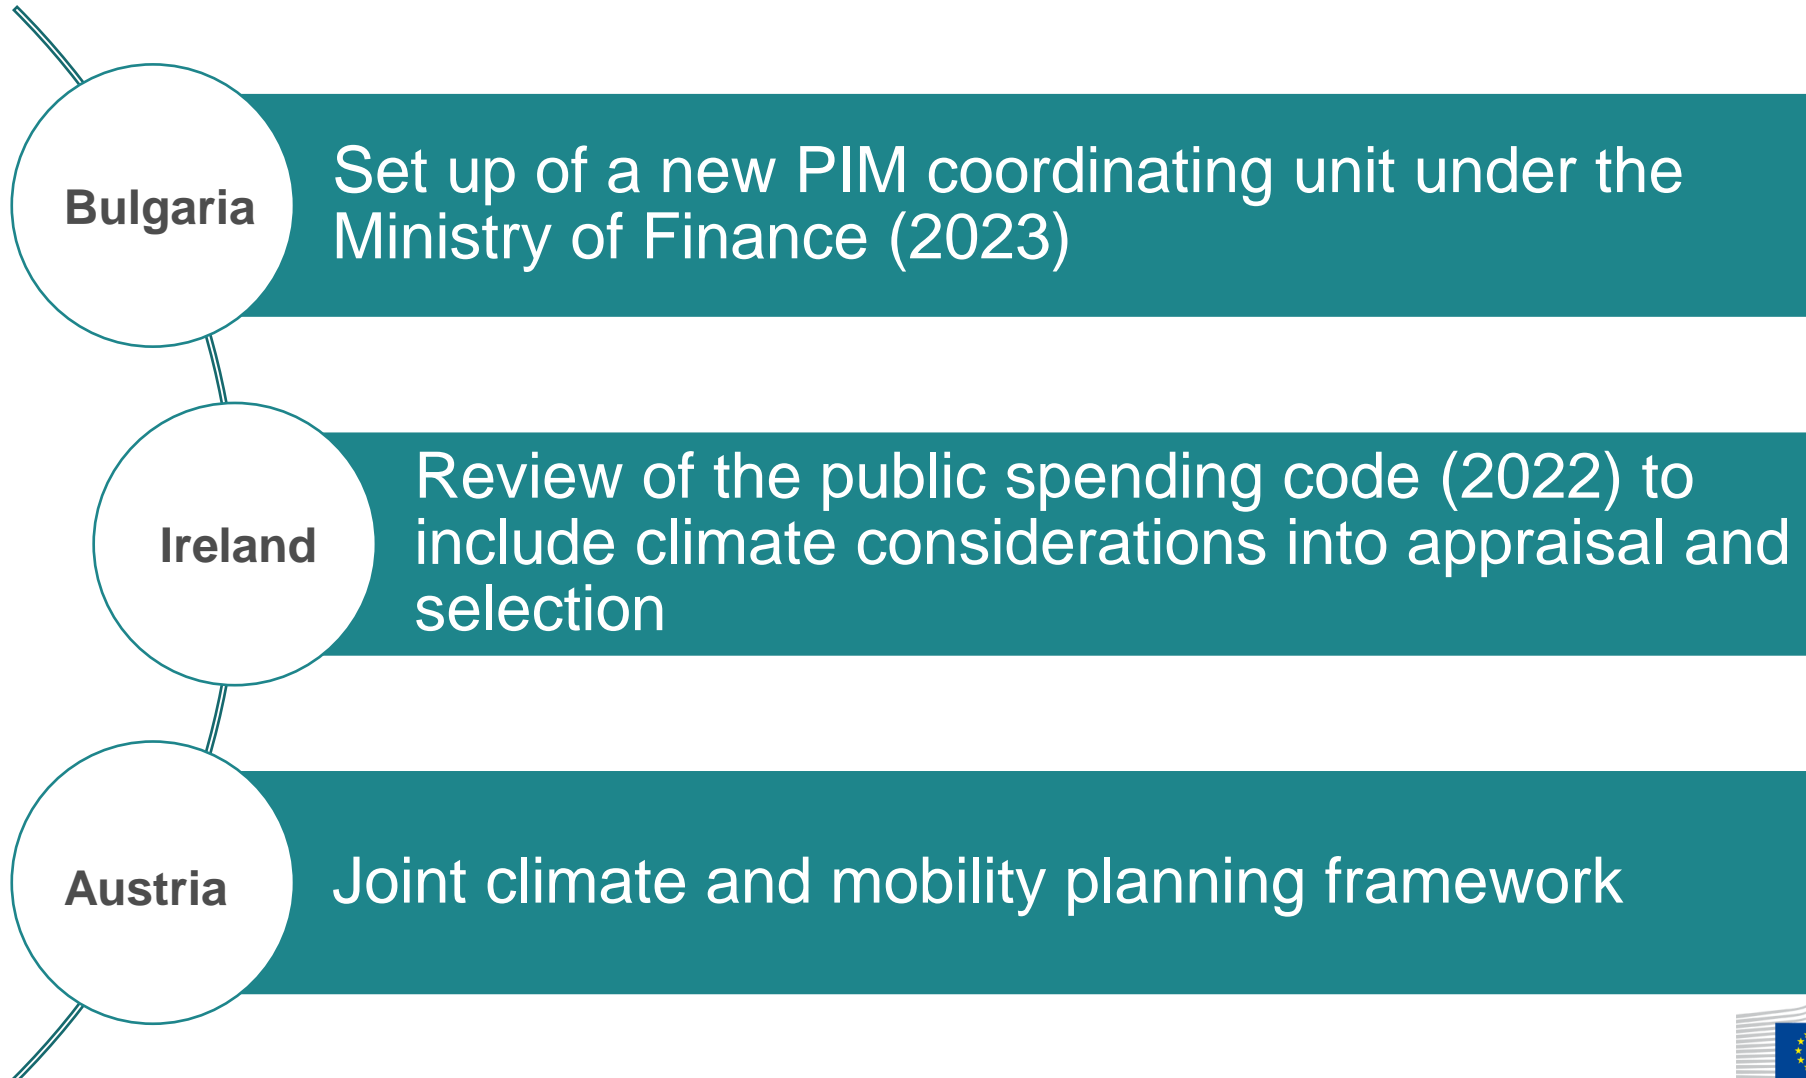 Bulgaria
Set up of a new PIM coordinating unit under the
Ministry of Finance (2023)
Ireland
Review of the public spending code (2022) to
include climate considerations into appraisal and
selection
Austria
Joint climate and mobility planning framework